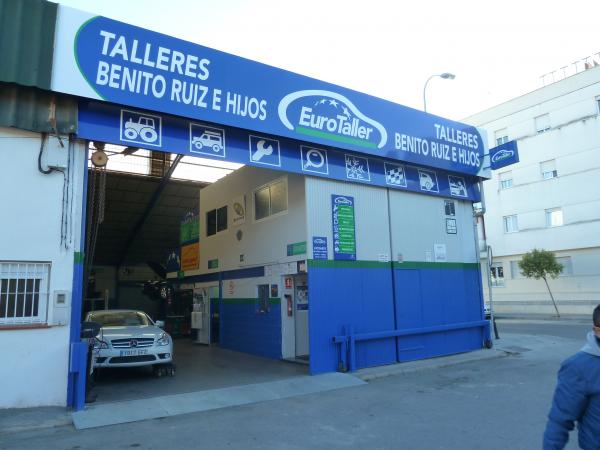 TALLERES
BENITO RUIZ E HIJOS
EuroTaller
TALLERES
BENITO RUIZ E HIJOS